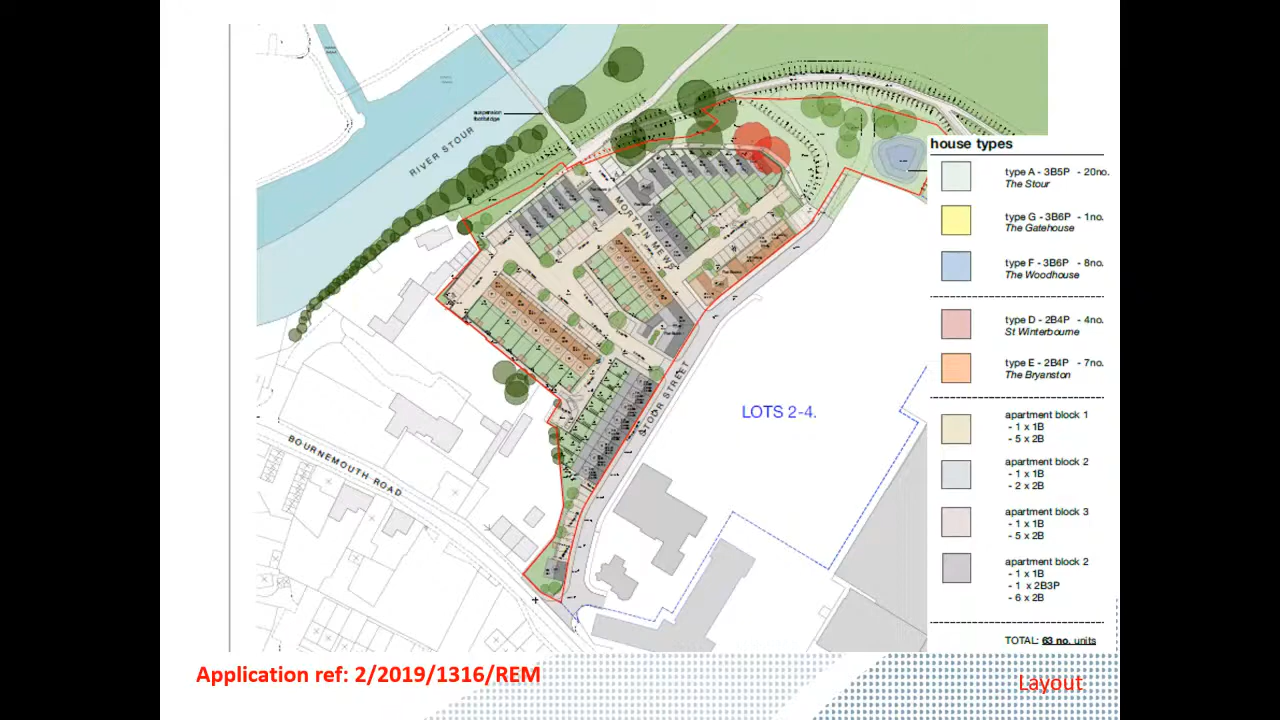 suspension
footbridge
RIVER STOUR
MORTAIN MEWS
STOUR STREET
BOURNEMOUTH ROAD
LOTS 2-4.
house types
type A - 3B5P - 20no.
The Stour
type G - 3B6P - 1no.
The Gatehouse
type F - 3B6P - 8no.
The Woodhouse
type D - 2B4P - 4no.
St Winterbourne
type E - 2B4P - 7no.
The Bryanston
apartment block 1
- 1 x 1B
- 5 x 2B
apartment block 2
- 1 x 1B
- 2 x 2B
apartment block 3
- 1 x 1B
- 5 x 2B
apartment block 2
- 1 x 1B
- 1 x 2B3P
- 6 x 2B
TOTAL: 63 no. units
Application ref: 2/2019/1316/REM
Layout